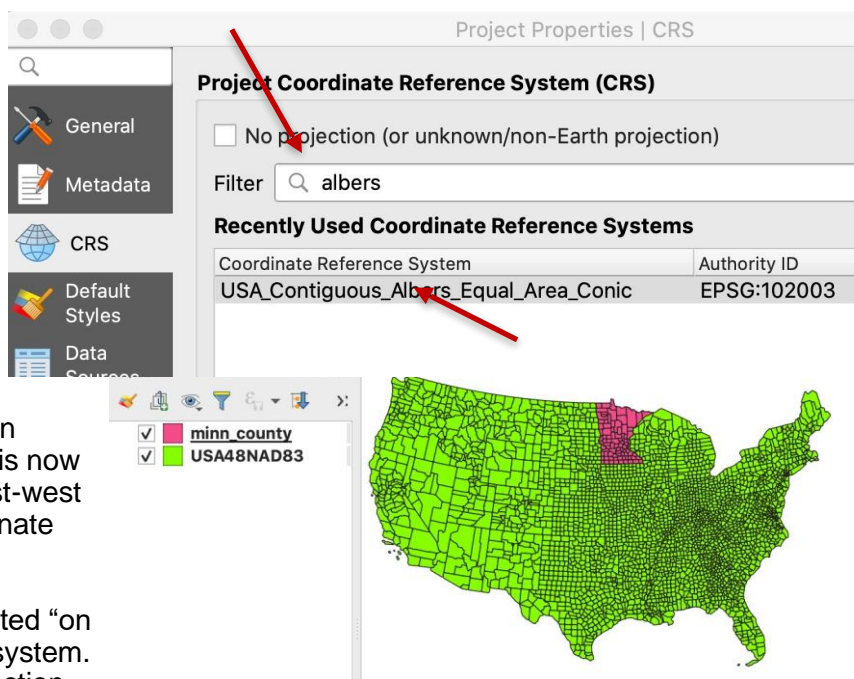 Project Properties | CRS
Project Coordinate Reference System (CRS)
General
No projection (or unknown/non-Earth projection)
Metadata
Filter albers
Recently Used Coordinate Reference Systems
CRS
Coordinate Reference System Authority ID
USA_Contiguous_Albers_Equal_Area_Conic EPSG:102003
Default
Styles
Data
Sources
minn_county
USA48NAD83
is now
st-west
nate
ted “on
system.